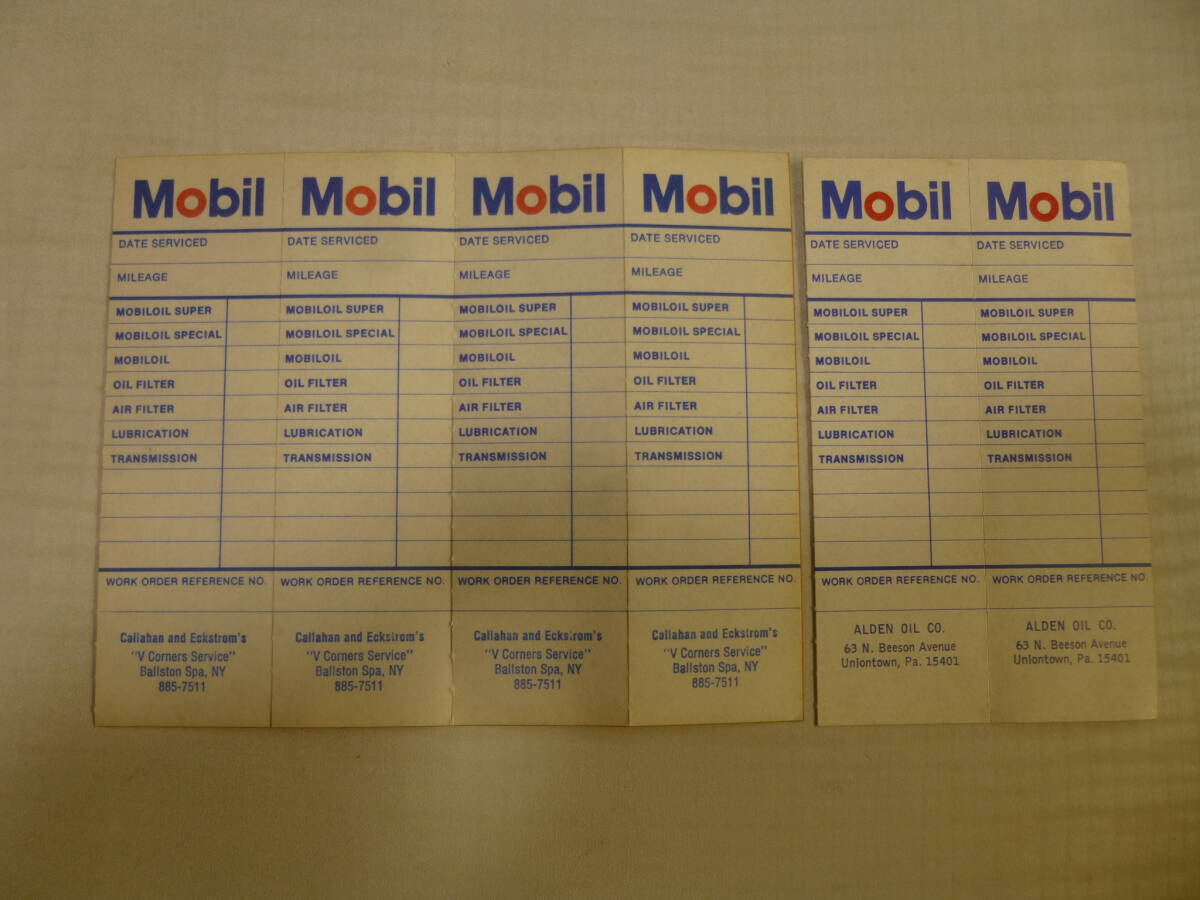 Mobil
DATE SERVICED
MILEAGE
MOBILOIL SUPER
MOBILOIL SPECIAL
MOBILOIL
OIL FILTER
AIR FILTER
LUBRICATION
TRANSMISSION
WORK ORDER REFERENCE NO.
Callahan and Eckstrom's
"V Corners Service"
Ballston Spa, NY
885-7511
Mobil
DATE SERVICED
MILEAGE
MOBILOIL SUPER
MOBILOIL SPECIAL
MOBILOIL
OIL FILTER
AIR FILTER
LUBRICATION
TRANSMISSION
WORK ORDER REFERENCE NO.
Callahan and Eckstrom's
"V Corners Service"
Ballston Spa, NY
885-7511
Mobil
DATE SERVICED
MILEAGE
MOBILOIL SUPER
MOBILOIL SPECIAL
MOBILOIL
OIL FILTER
AIR FILTER
LUBRICATION
TRANSMISSION
WORK ORDER REFERENCE NO.
Callahan and Eckstrom's
"V Corners Service"
Ballston Spa, NY
885-7511
Mobil
DATE SERVICED
MILEAGE
MOBILOIL SUPER
MOBILOIL SPECIAL
MOBILOIL
OIL FILTER
AIR FILTER
LUBRICATION
TRANSMISSION
WORK ORDER REFERENCE NO.
Callahan and Eckstrom's
"V Corners Service"
Ballston Spa, NY
885-7511
Mobil
DATE SERVICED
MILEAGE
MOBILOIL SUPER
MOBILOIL SPECIAL
MOBILOIL
OIL FILTER
AIR FILTER
LUBRICATION
TRANSMISSION
WORK ORDER REFERENCE NO.
ALDEN OIL CO.
63 N. Beeson Avenue
Uniontown, Pa. 15401
Mobil
DATE SERVICED
MILEAGE
MOBILOIL SUPER
MOBILOIL SPECIAL
MOBILOIL
OIL FILTER
AIR FILTER
LUBRICATION
TRANSMISSION
WORK ORDER REFERENCE NO.
ALDEN OIL CO.
63 N. Beeson Avenue
Uniontown, Pa. 15401